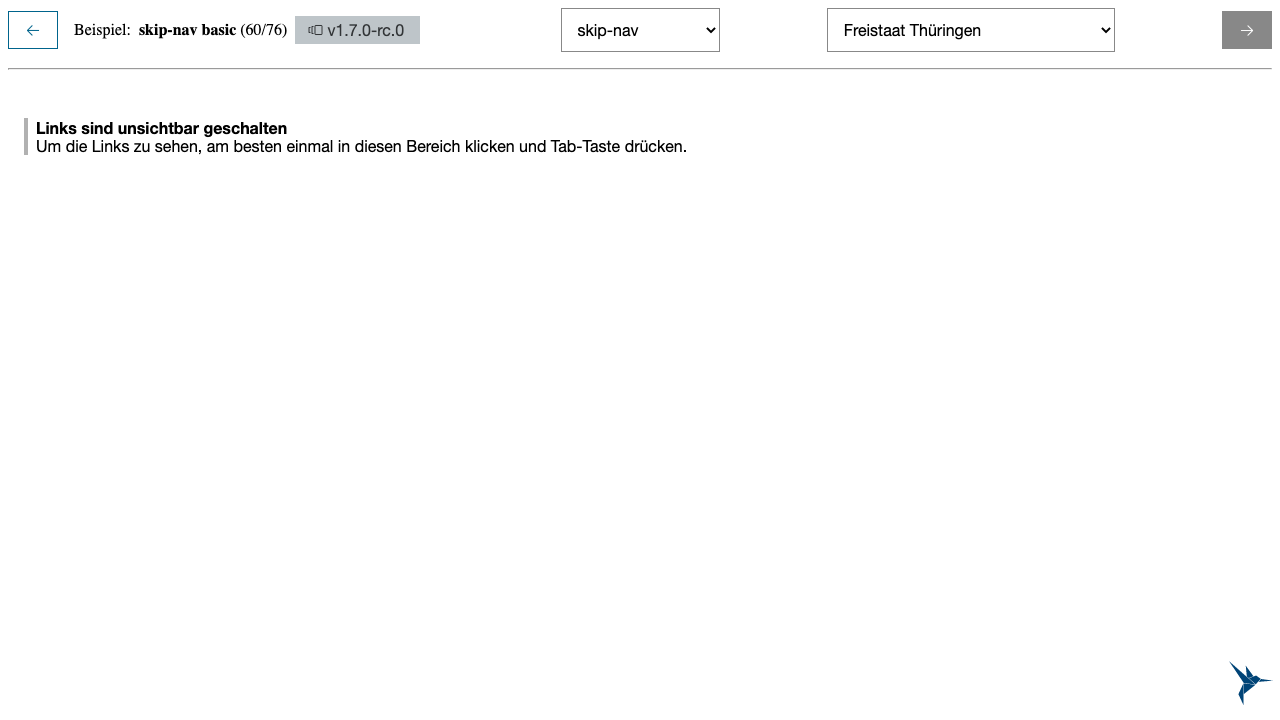 Beispiel: skip-nav basic (60/76) v1.7.0-rc.0 skip-nav Freistaat Thüringen
Links sind unsichtbar geschalten
Um die Links zu sehen, am besten einmal in diesen Bereich klicken und Tab-Taste drücken.